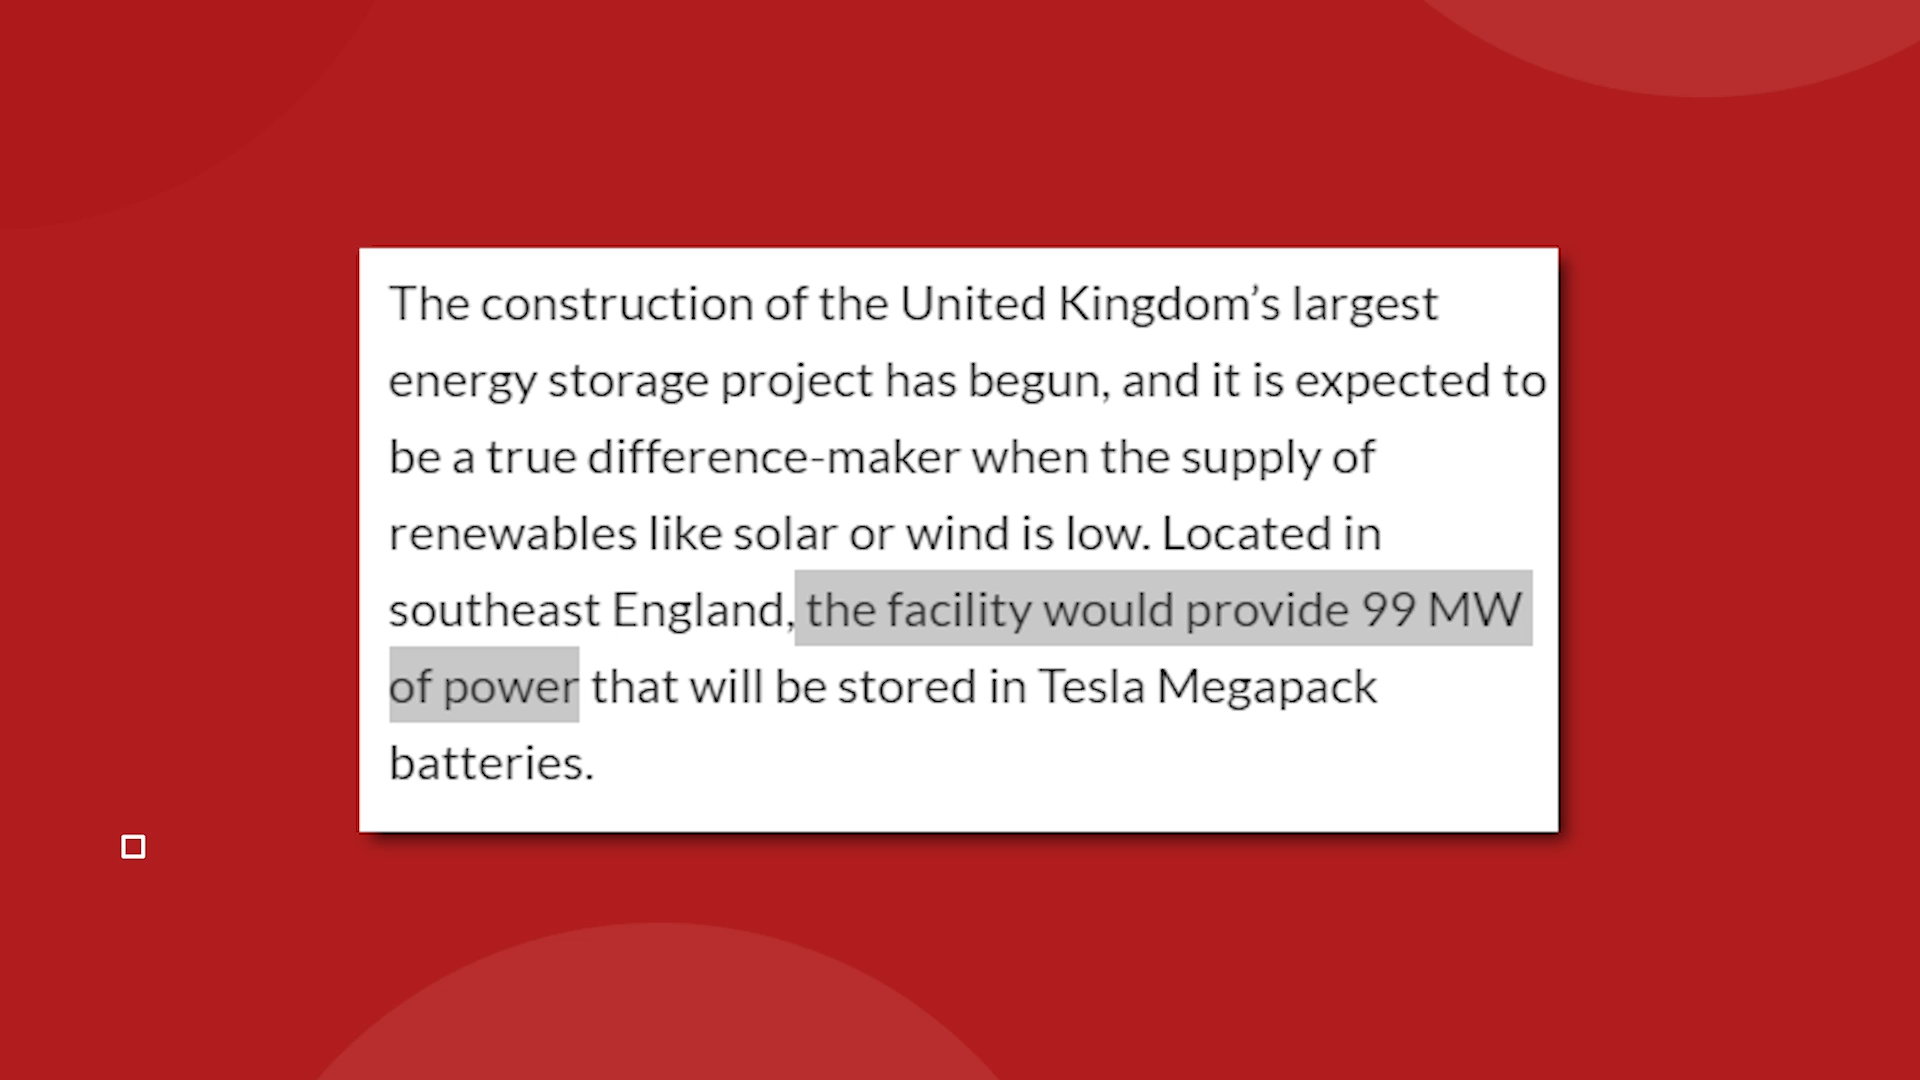 The construction of the United Kingdom’s largest
energy storage project has begun, and it is expected to
be a true difference-maker when the supply of
renewables like solar or wind is low. Located in
southeast England, the facility would provide 99 MW
of power that will be stored in Tesla Megapack
batteries.